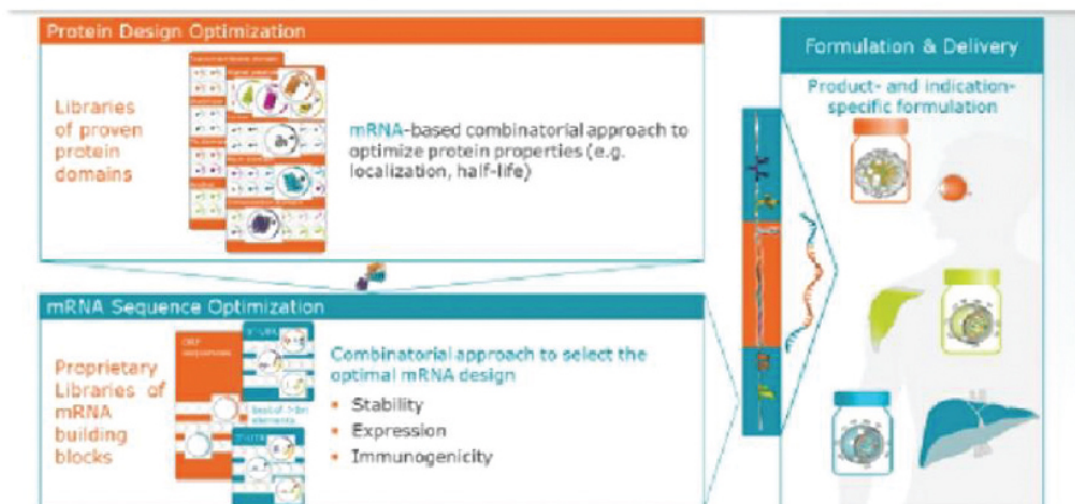 Protein Design Optimization
Libraries
of proven
protein
domains
mRNA-based combinatorial approach to
optimize protein properties (e.g.
localization, half-life)
mRNA Sequence Optimization
Proprietary
Libraries of
mRNA
building
blocks
Combinatorial approach to select the
optimal mRNA design
• Stability
• Expression
• Immunogenicity
Formulation & Delivery
Product- and indication-
specific formulation